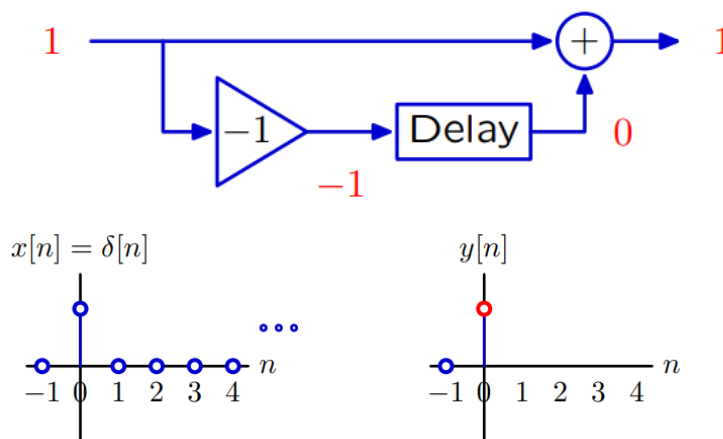 1 + 1
−1 Delay 0
−1
x[n] = δ[n] y[n]
n n
−1 0 1 2 3 4 −1 0 1 2 3 4